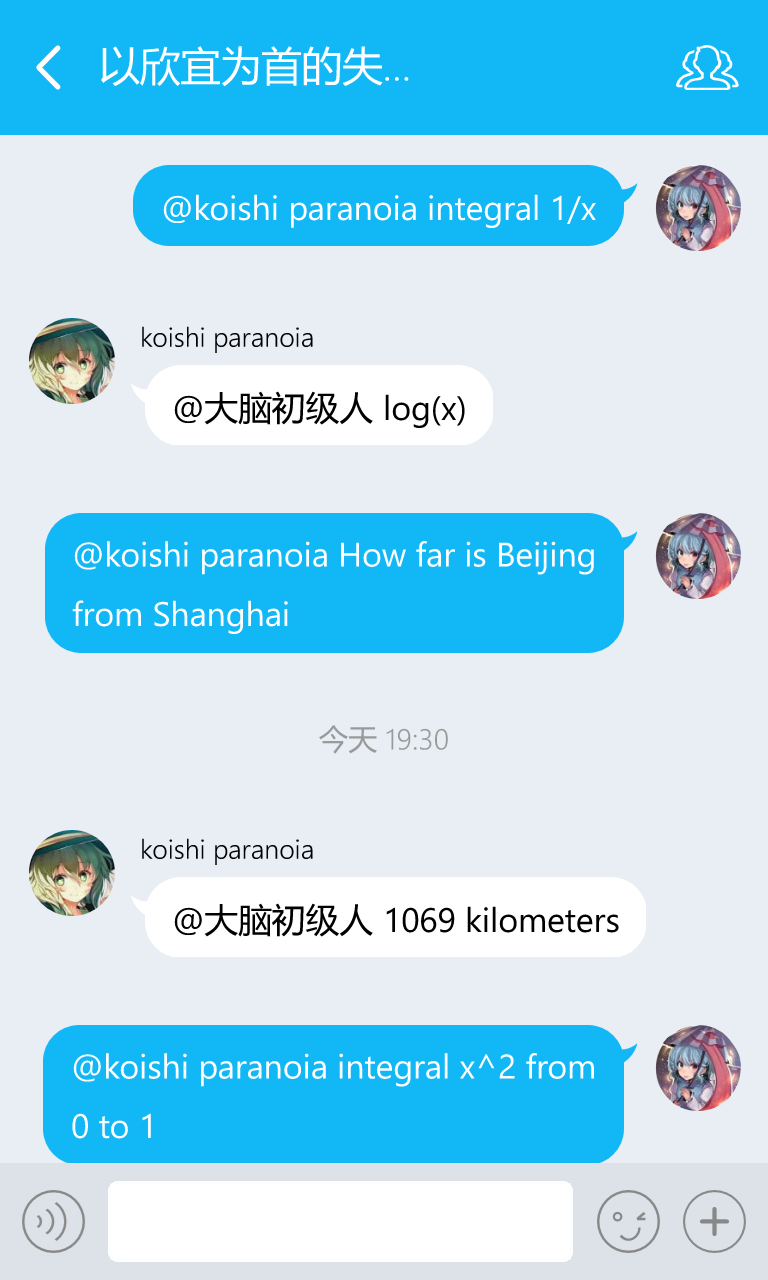 以欣宜为首的失...
@koishi paranoia integral 1/x
koishi paranoia
@大脑初级人 log(x)
@koishi paranoia How far is Beijing
from Shanghai
今天 19:30
koishi paranoia
@大脑初级人 1069 kilometers
@koishi paranoia integral x^2 from
0 to 1